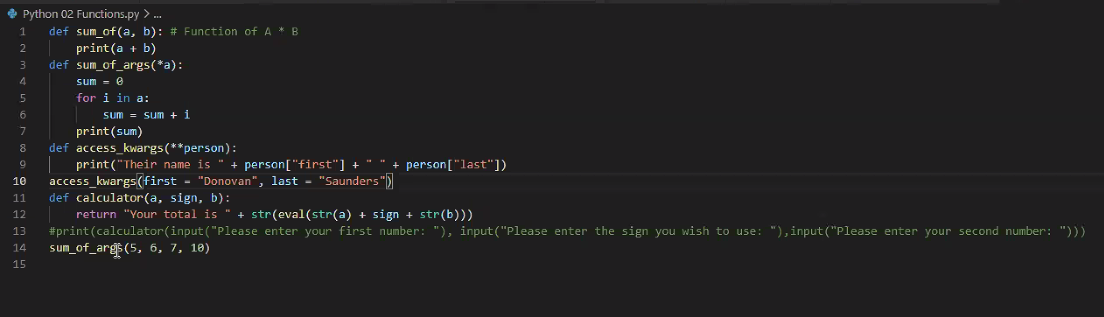 Python 02 Functions.py > ...
1 def sum_of(a, b): # Function of A * B
2 print(a + b)
3 def sum_of_args(*a):
4 sum = 0
5 for i in a:
6 sum = sum + i
7 print(sum)
8 def access_kwargs(**person):
9 print("Their name is " + person["first"] + " " + person["last"])
10 access_kwargs(first = "Donovan", last = "Saunders")
11 def calculator(a, sign, b):
12 return "Your total is " + str(eval(str(a) + sign + str(b)))
13 #print(calculator(input("Please enter your first number: "), input("Please enter the sign you wish to use: "),input("Please enter your second number: ")))
14 sum_of_args(5, 6, 7, 10)
15